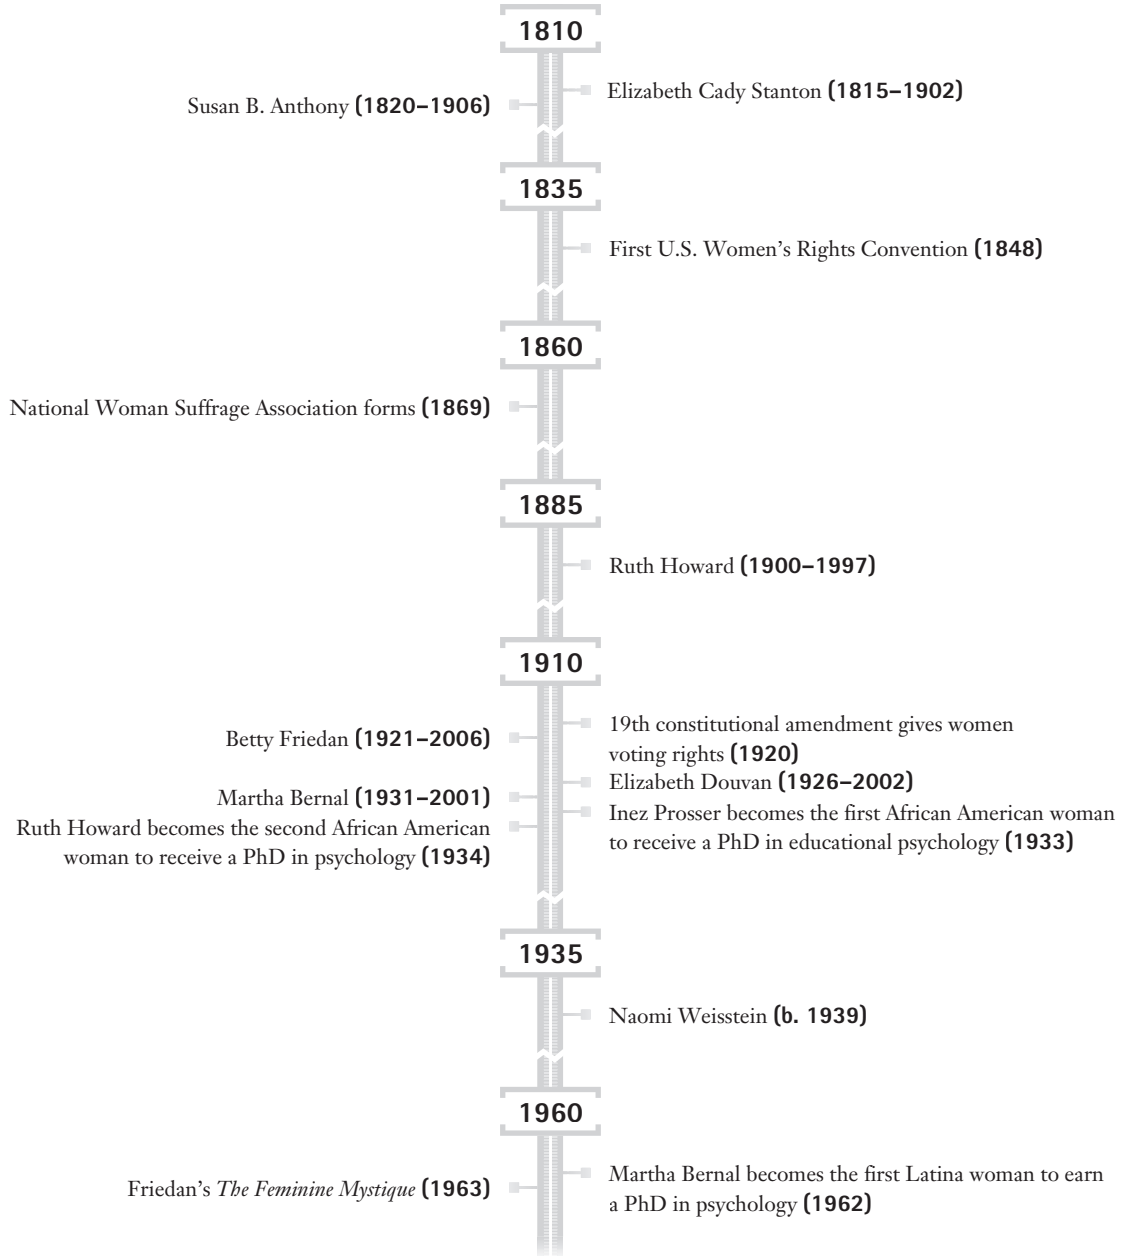 1810
Elizabeth Cady Stanton (1815–1902)
Susan B. Anthony (1820–1906)
1835
First U.S. Women's Rights Convention (1848)
1860
National Woman Suffrage Association forms (1869)
1885
Ruth Howard (1900–1997)
1910
19th constitutional amendment gives women
voting rights (1920)
Betty Friedan (1921–2006)
Elizabeth Douvan (1926–2002)
Martha Bernal (1931–2001)
Inez Prosser becomes the first African American woman
to receive a PhD in educational psychology (1933)
Ruth Howard becomes the second African American
woman to receive a PhD in psychology (1934)
1935
Naomi Weisstein (b. 1939)
1960
Martha Bernal becomes the first Latina woman to earn
a PhD in psychology (1962)
Friedan's The Feminine Mystique (1963)